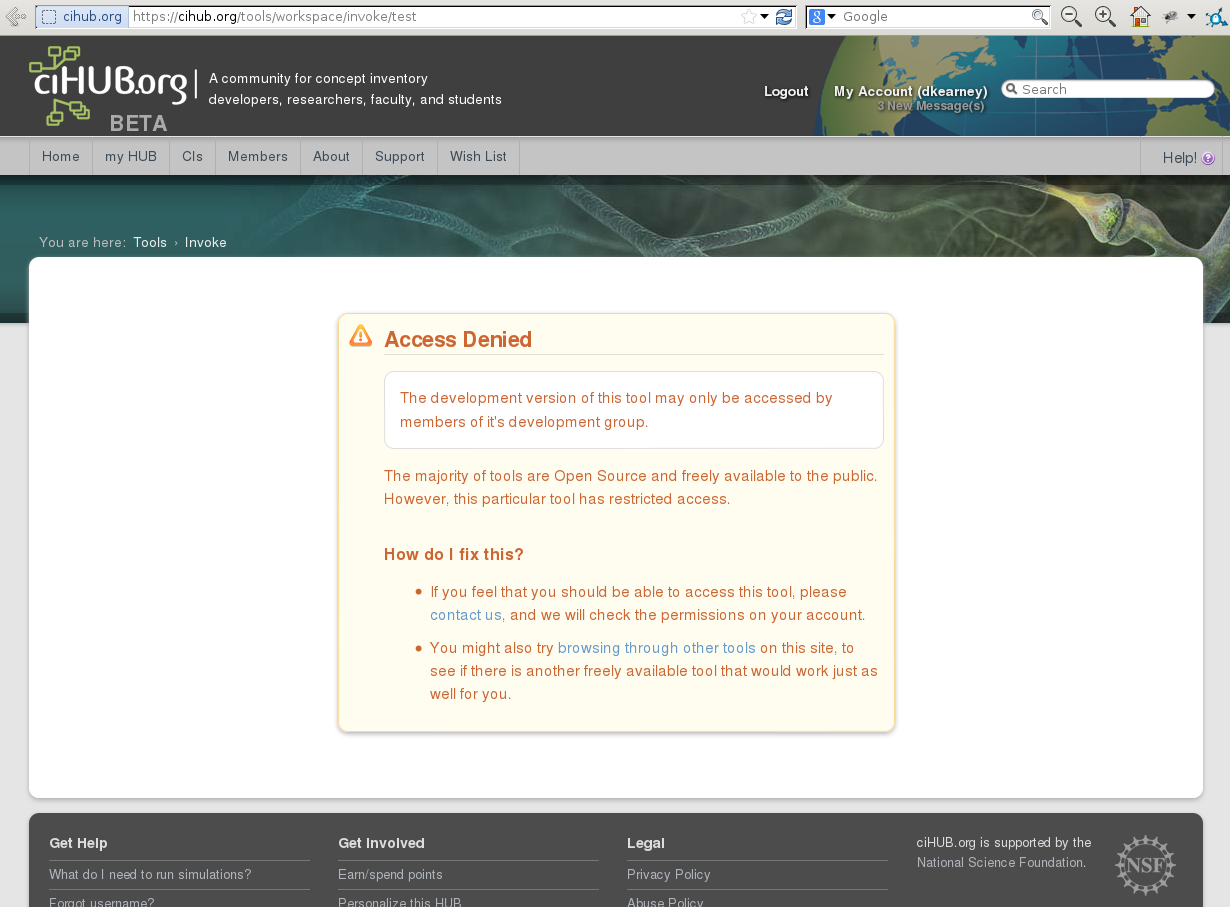 cihub.org https://cihub.org/tools/workspace/invoke/test Google
ciHUB.org
BETA
A community for concept inventory
developers, researchers, faculty, and students
Logout My Account (dkearney)
3 New Message(s)
Search
Home my HUB CIs Members About Support Wish List Help!
You are here: Tools › Invoke
Access Denied
The development version of this tool may only be accessed by
members of it's development group.
The majority of tools are Open Source and freely available to the public.
However, this particular tool has restricted access.
How do I fix this?
• If you feel that you should be able to access this tool, please
contact us, and we will check the permissions on your account.
• You might also try browsing through other tools on this site, to
see if there is another freely available tool that would work just as
well for you.
Get Help
What do I need to run simulations?
Forgot username?
Get Involved
Earn/spend points
Personalize this HUB
Legal
Privacy Policy
Abuse Policy
ciHUB.org is supported by the
National Science Foundation.
NSF